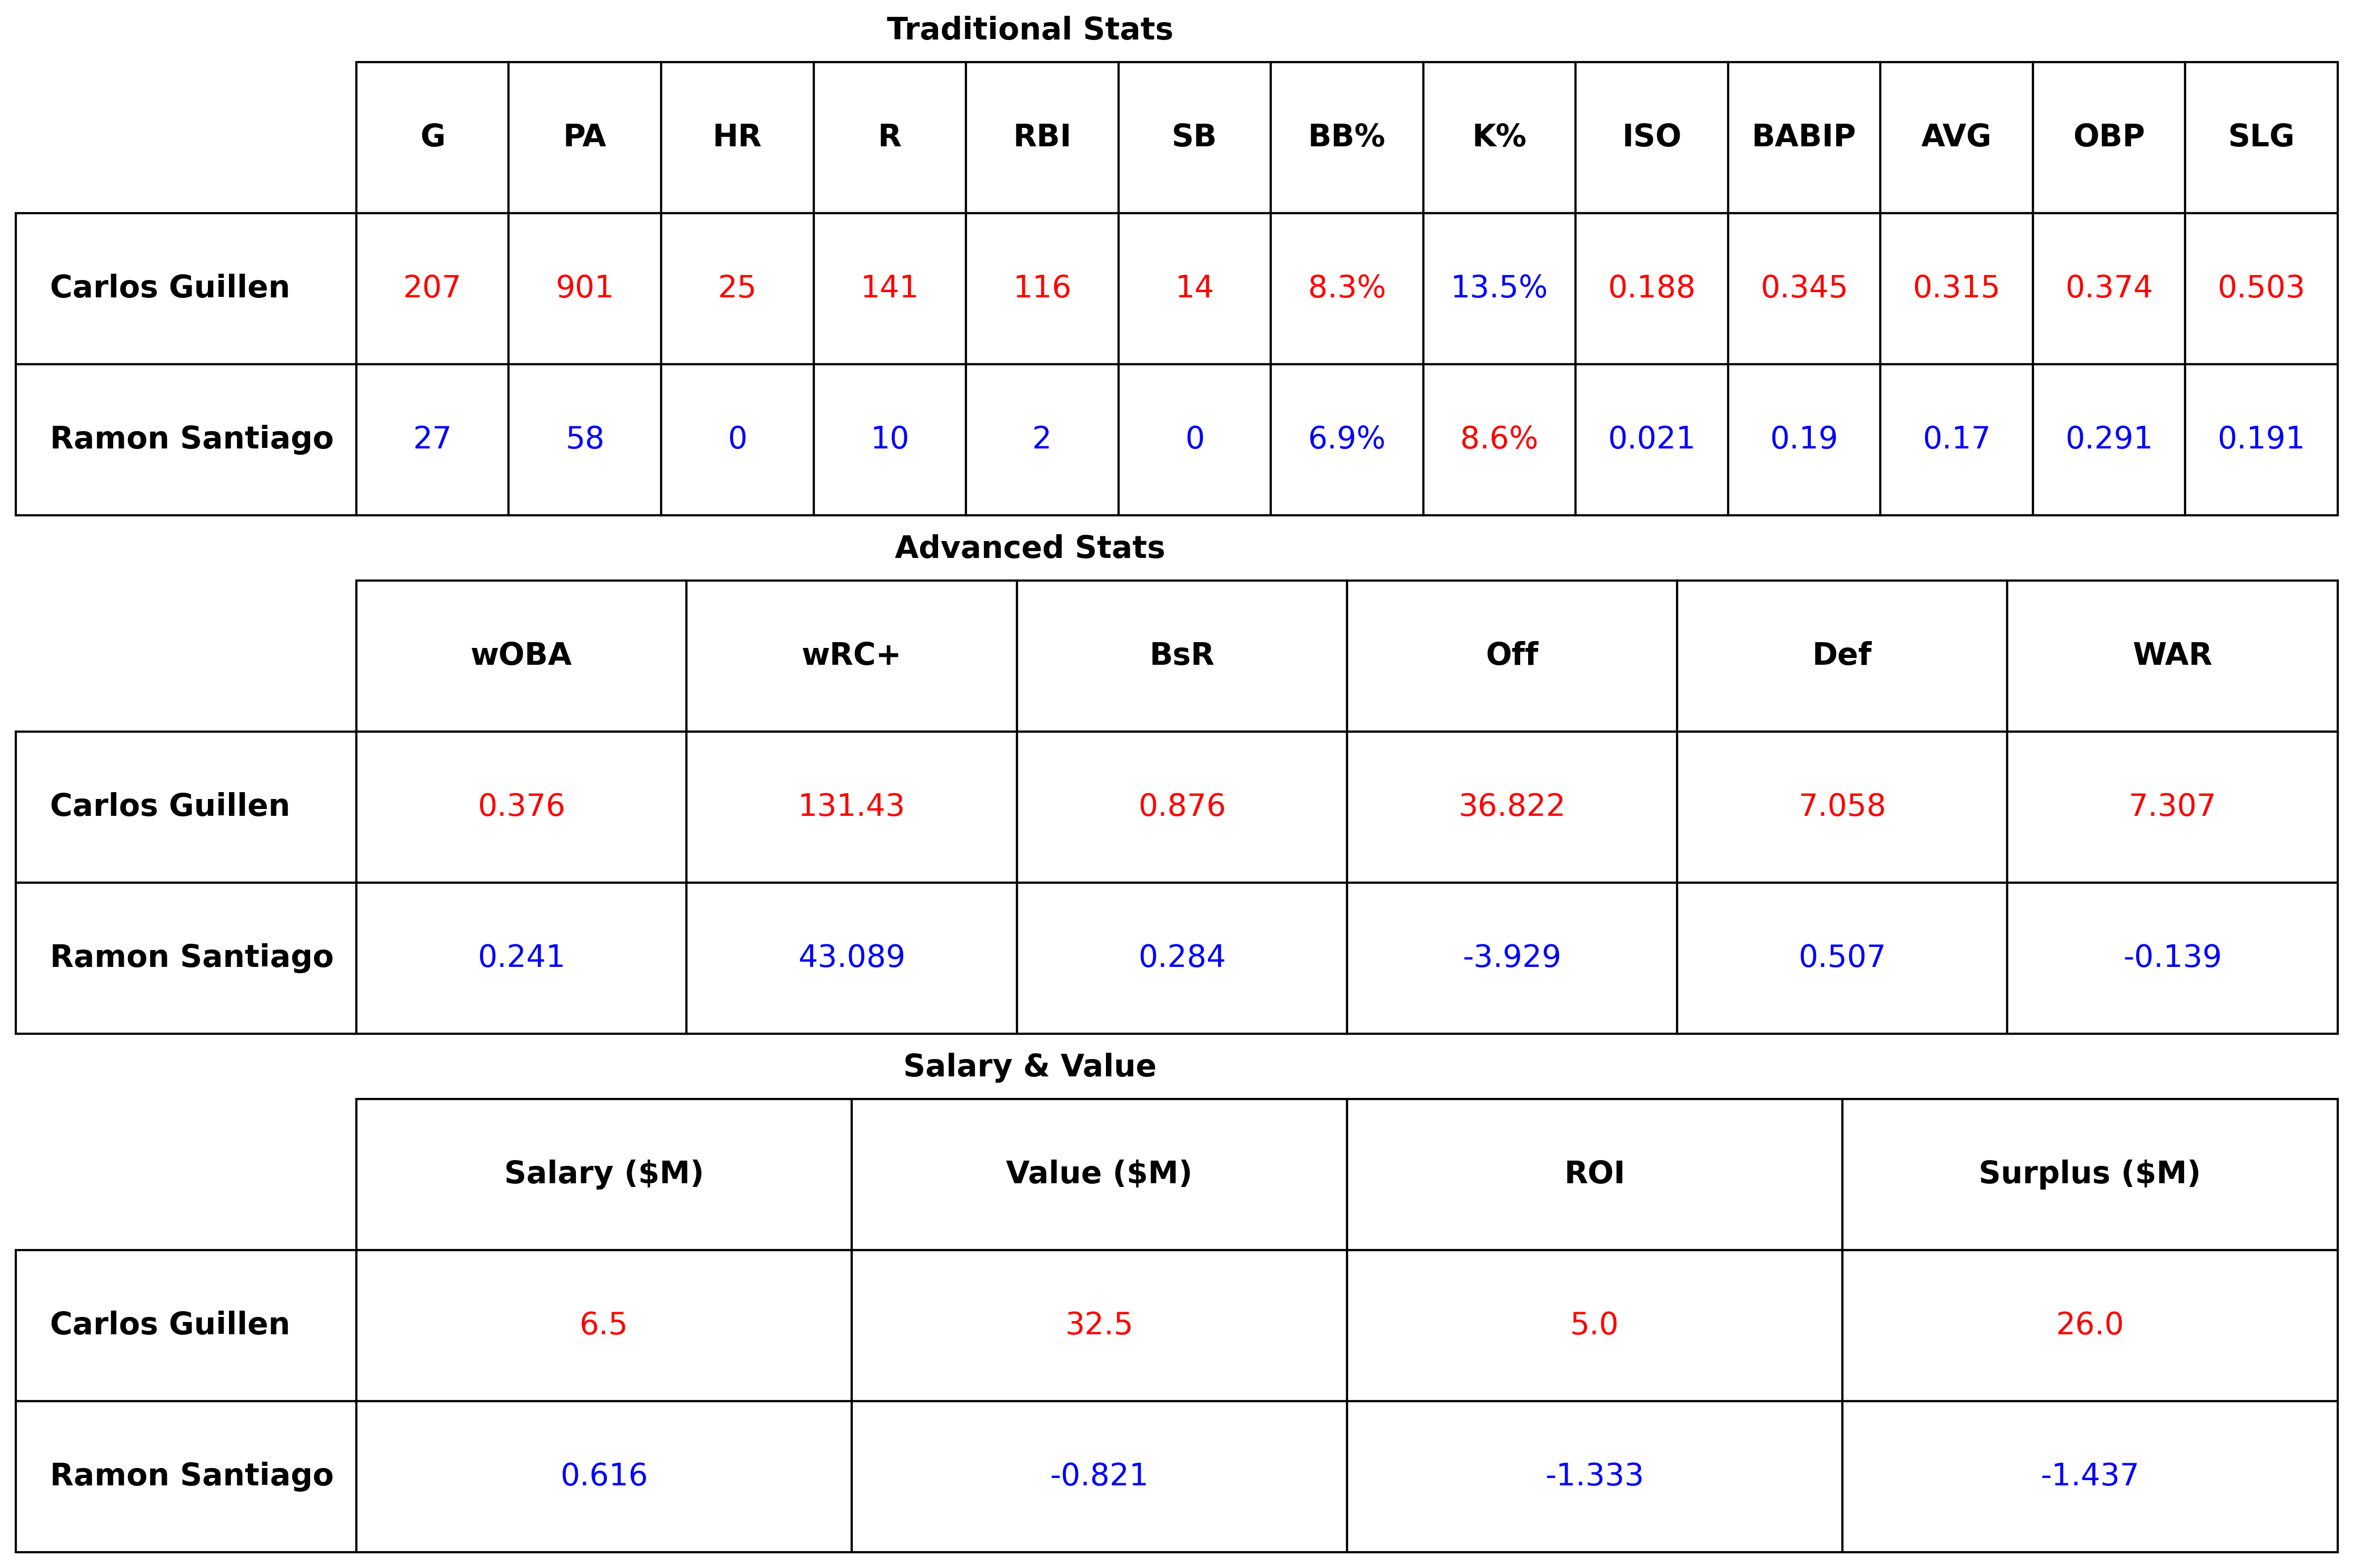 Traditional Stats
G PA HR R RBI SB BB% K% ISO BABIP AVG OBP SLG
Carlos Guillen 207 901 25 141 116 14 8.3% 13.5% 0.188 0.345 0.315 0.374 0.503
Ramon Santiago 27 58 0 10 2 0 6.9% 8.6% 0.021 0.19 0.17 0.291 0.191
Advanced Stats
wOBA wRC+ BsR Off Def WAR
Carlos Guillen 0.376 131.43 0.876 36.822 7.058 7.307
Ramon Santiago 0.241 43.089 0.284 -3.929 0.507 -0.139
Salary & Value
Salary ($M) Value ($M) ROI Surplus ($M)
Carlos Guillen 6.5 32.5 5.0 26.0
Ramon Santiago 0.616 -0.821 -1.333 -1.437